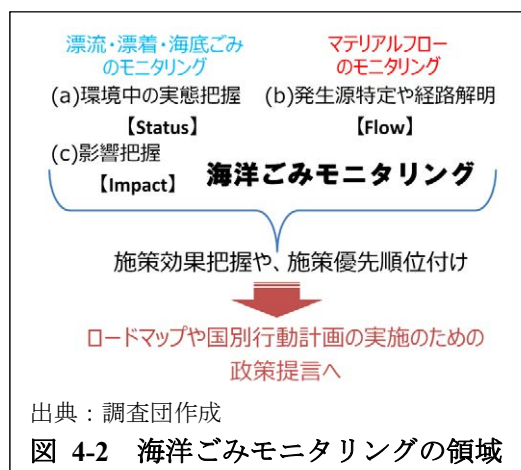 漂流・漂着・海底ごみ
のモニタリング
マテリアルフロー
のモニタリング
(a)環境中の実態把握
【Status】
(b)発生源特定や経路解明
【Flow】
(c)影響把握
【Impact】
海洋ごみモニタリング
施策効果把握や、施策優先順位付け
ロードマップや国別行動計画の実施のための
政策提言へ
出典：調査団作成
図 4-2 海洋ごみモニタリングの領域